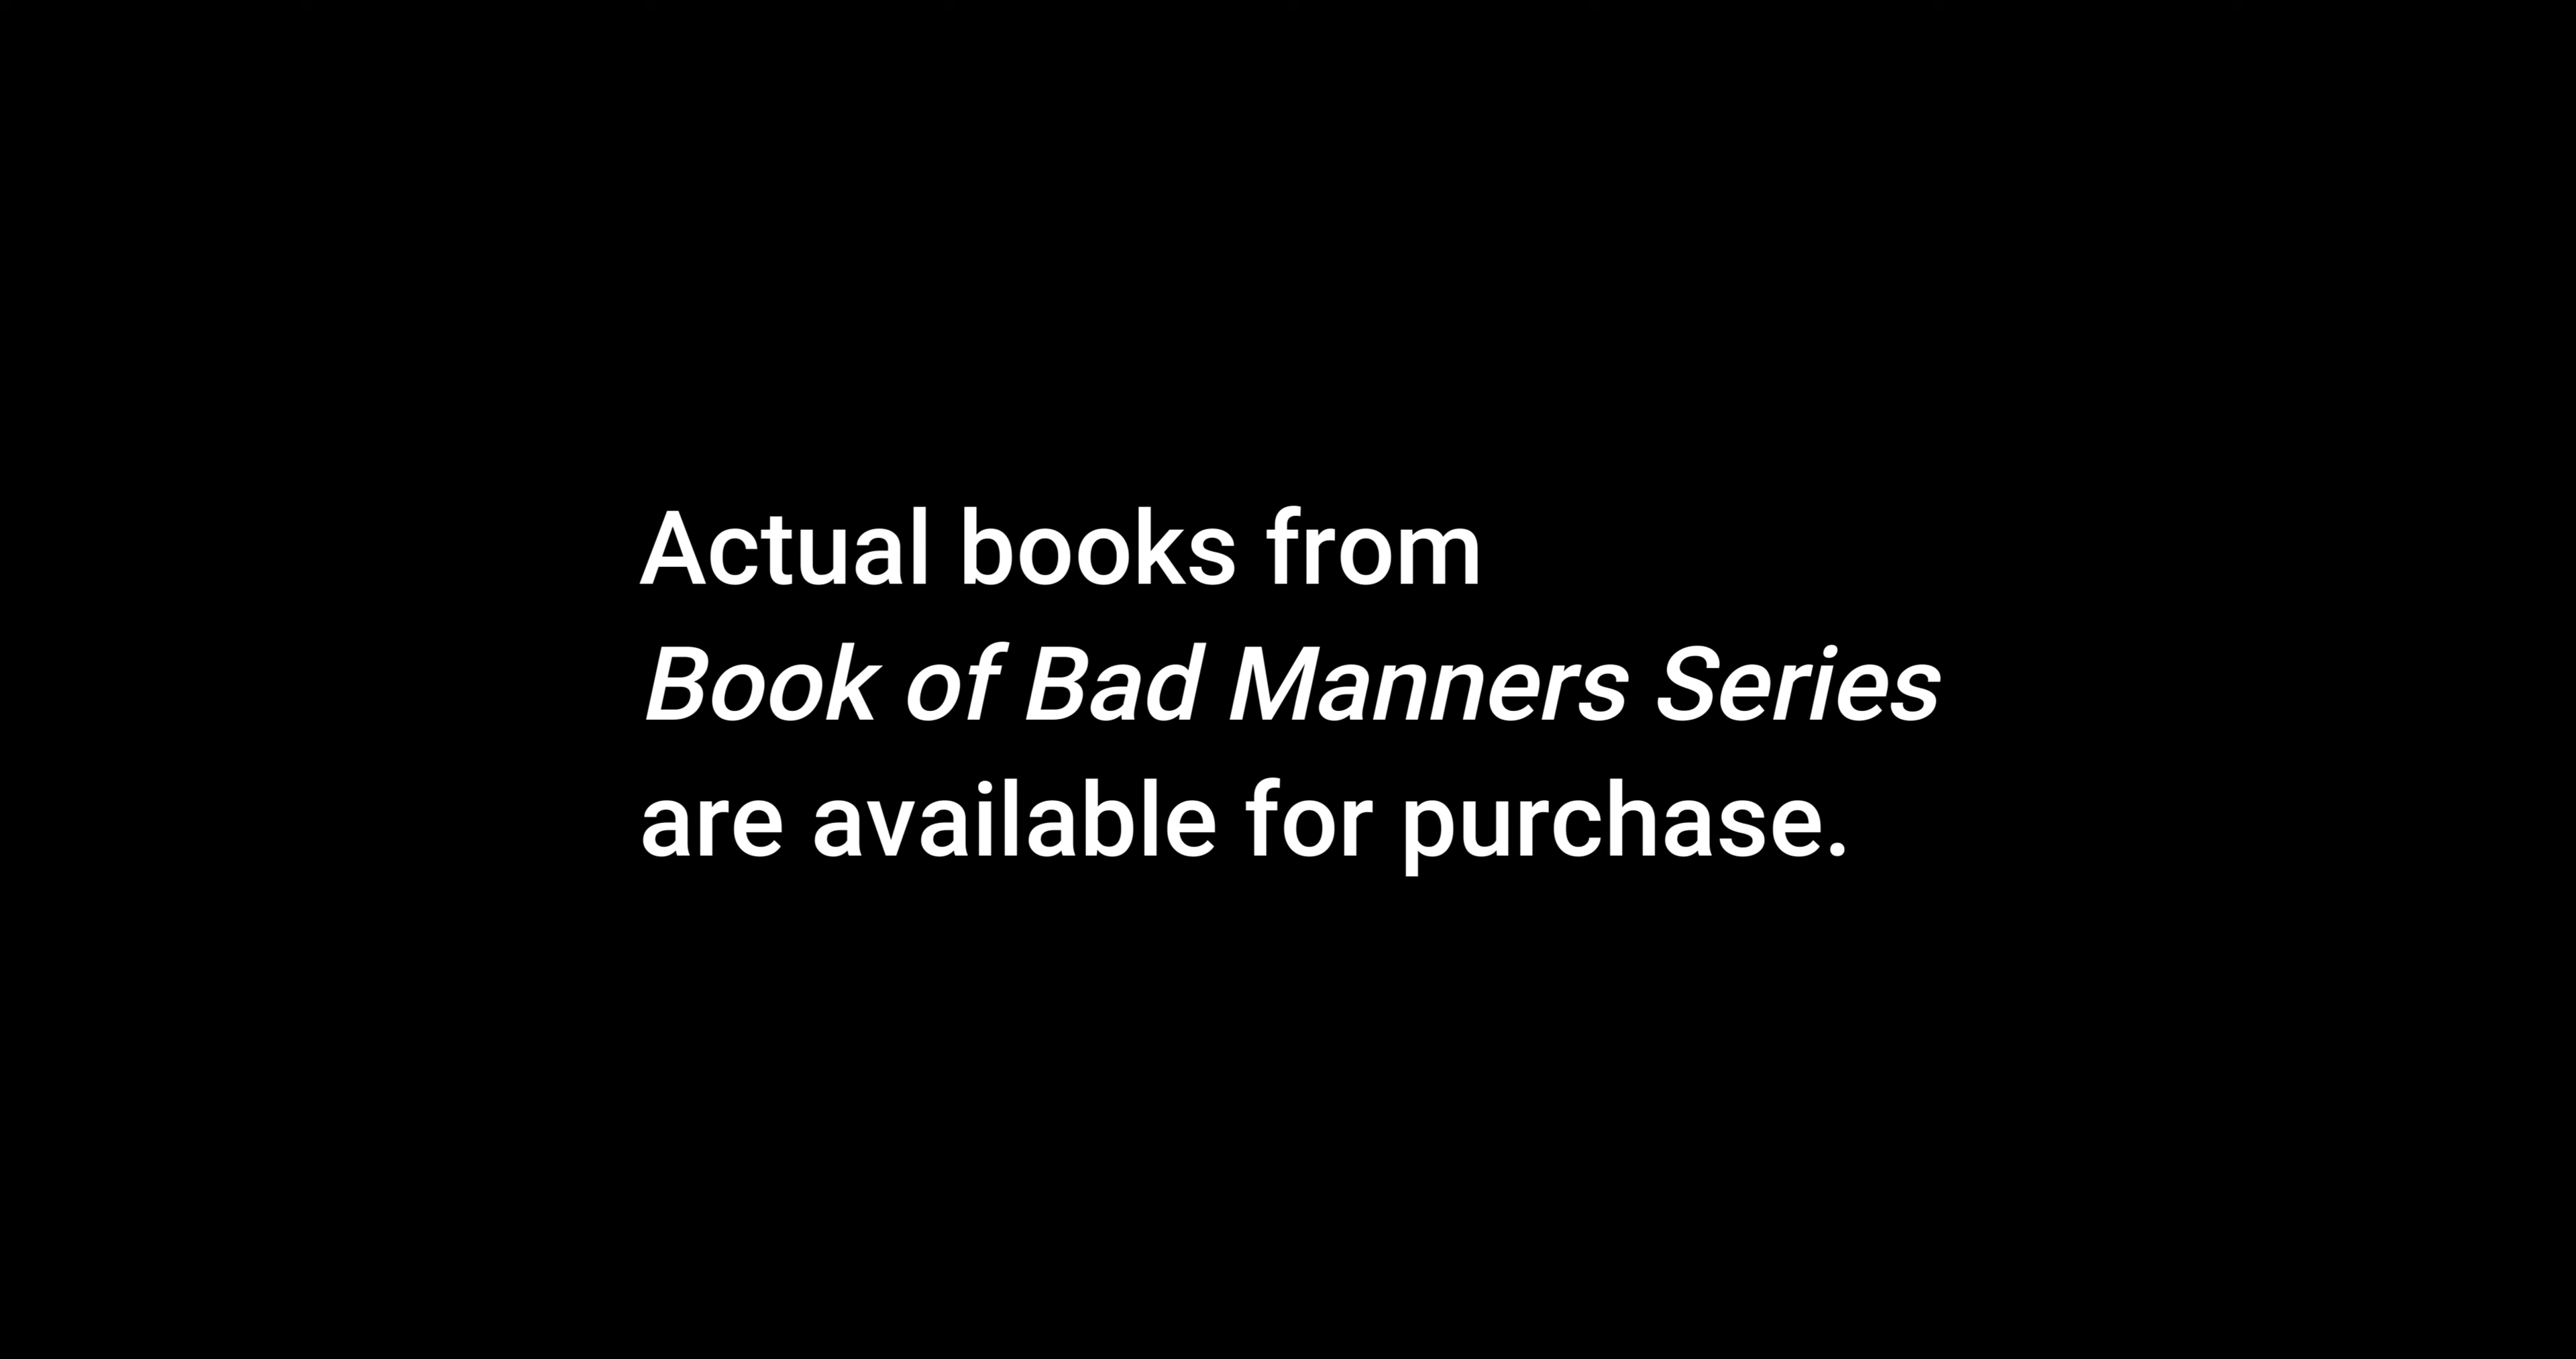 Actual books from
Book of Bad Manners Series
are available for purchase.